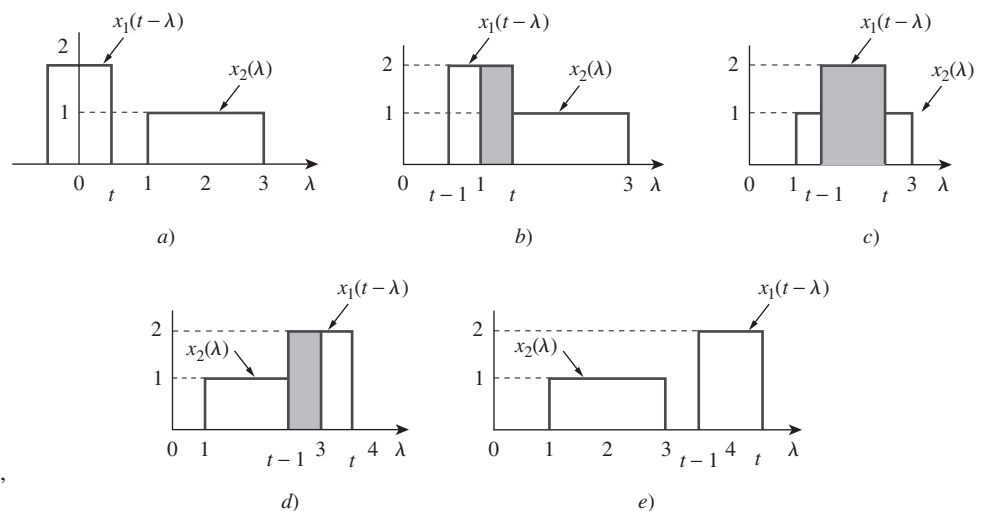 x₁(t − λ)
2
x₂(λ)
1
0 t 1 2 3 λ
a)
x₁(t − λ)
2
x₂(λ)
1
0 t − 1 1 t 3 λ
b)
x₁(t − λ)
2
x₂(λ)
1
0 1 t − 1 t 3 λ
c)
x₁(t − λ)
2
x₂(λ)
1
0 1 t − 1 3 t 4 λ
d)
x₁(t − λ)
2
x₂(λ)
1
0 1 2 3 t − 1 4 t λ
e)
,